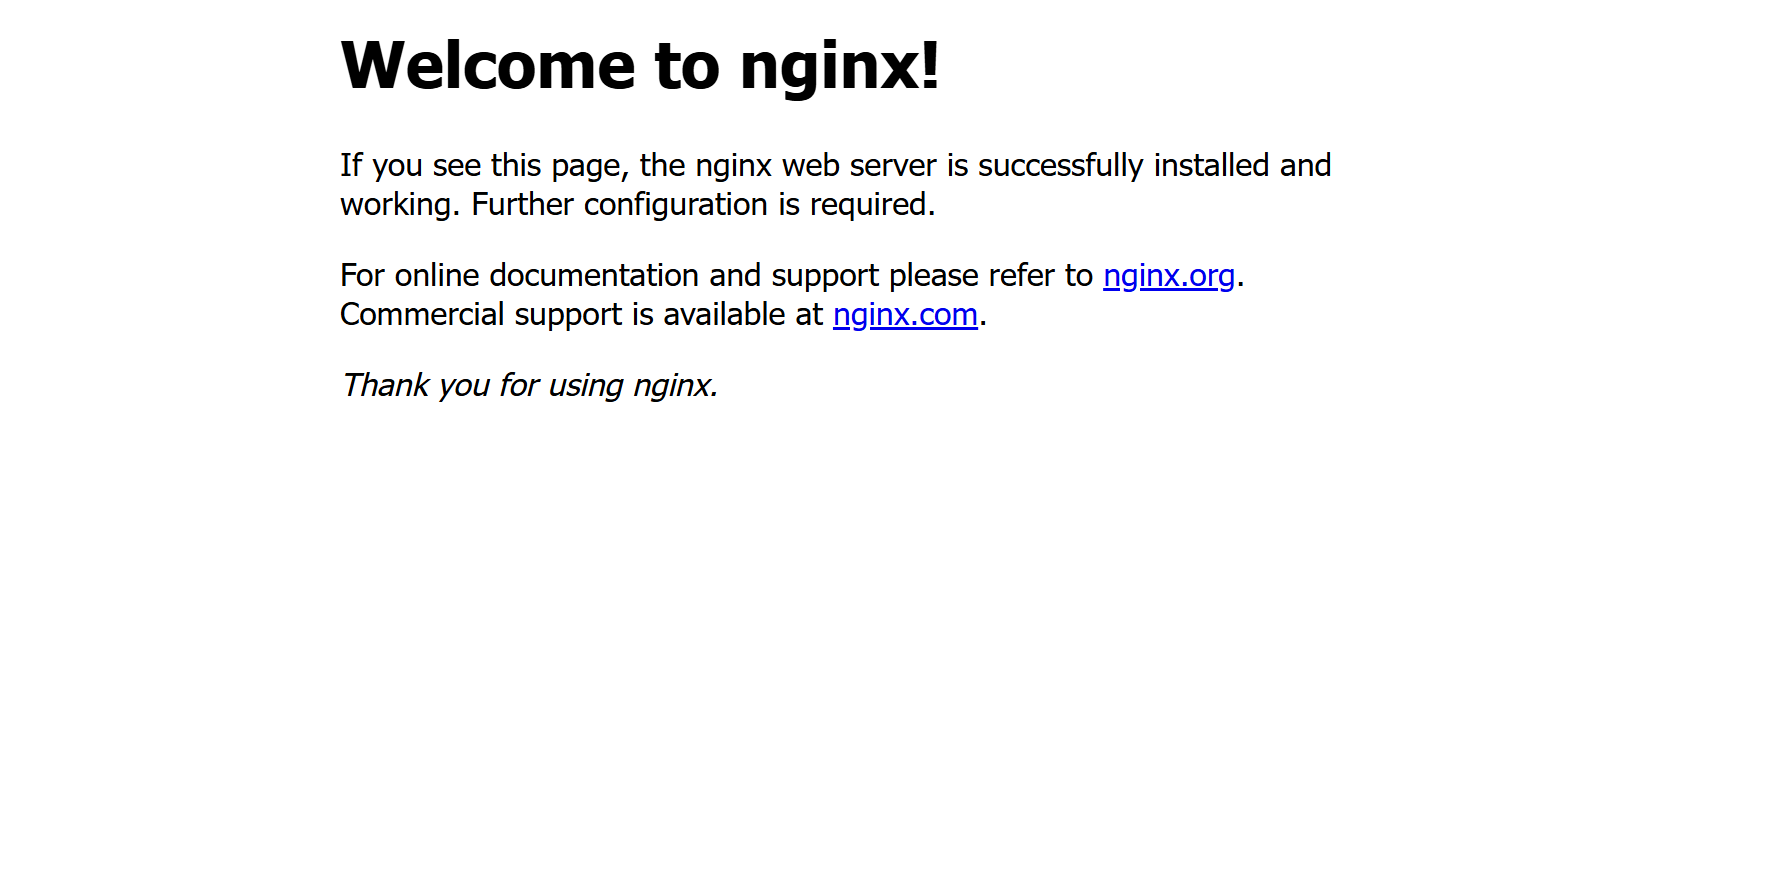 Welcome to nginx!
If you see this page, the nginx web server is successfully installed and
working. Further configuration is required.
For online documentation and support please refer to nginx.org.
Commercial support is available at nginx.com.
Thank you for using nginx.